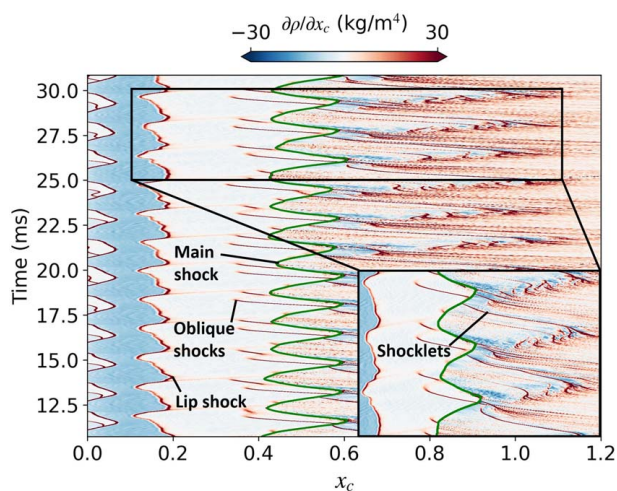 ∂ρ/∂x_c (kg/m⁴)
−30 30
30.0
27.5
25.0
22.5
20.0
17.5
15.0
12.5
Time (ms)
Main
shock
Oblique
shocks
Lip shock
Shocklets
0.0 0.2 0.4 0.6 0.8 1.0 1.2
x_c